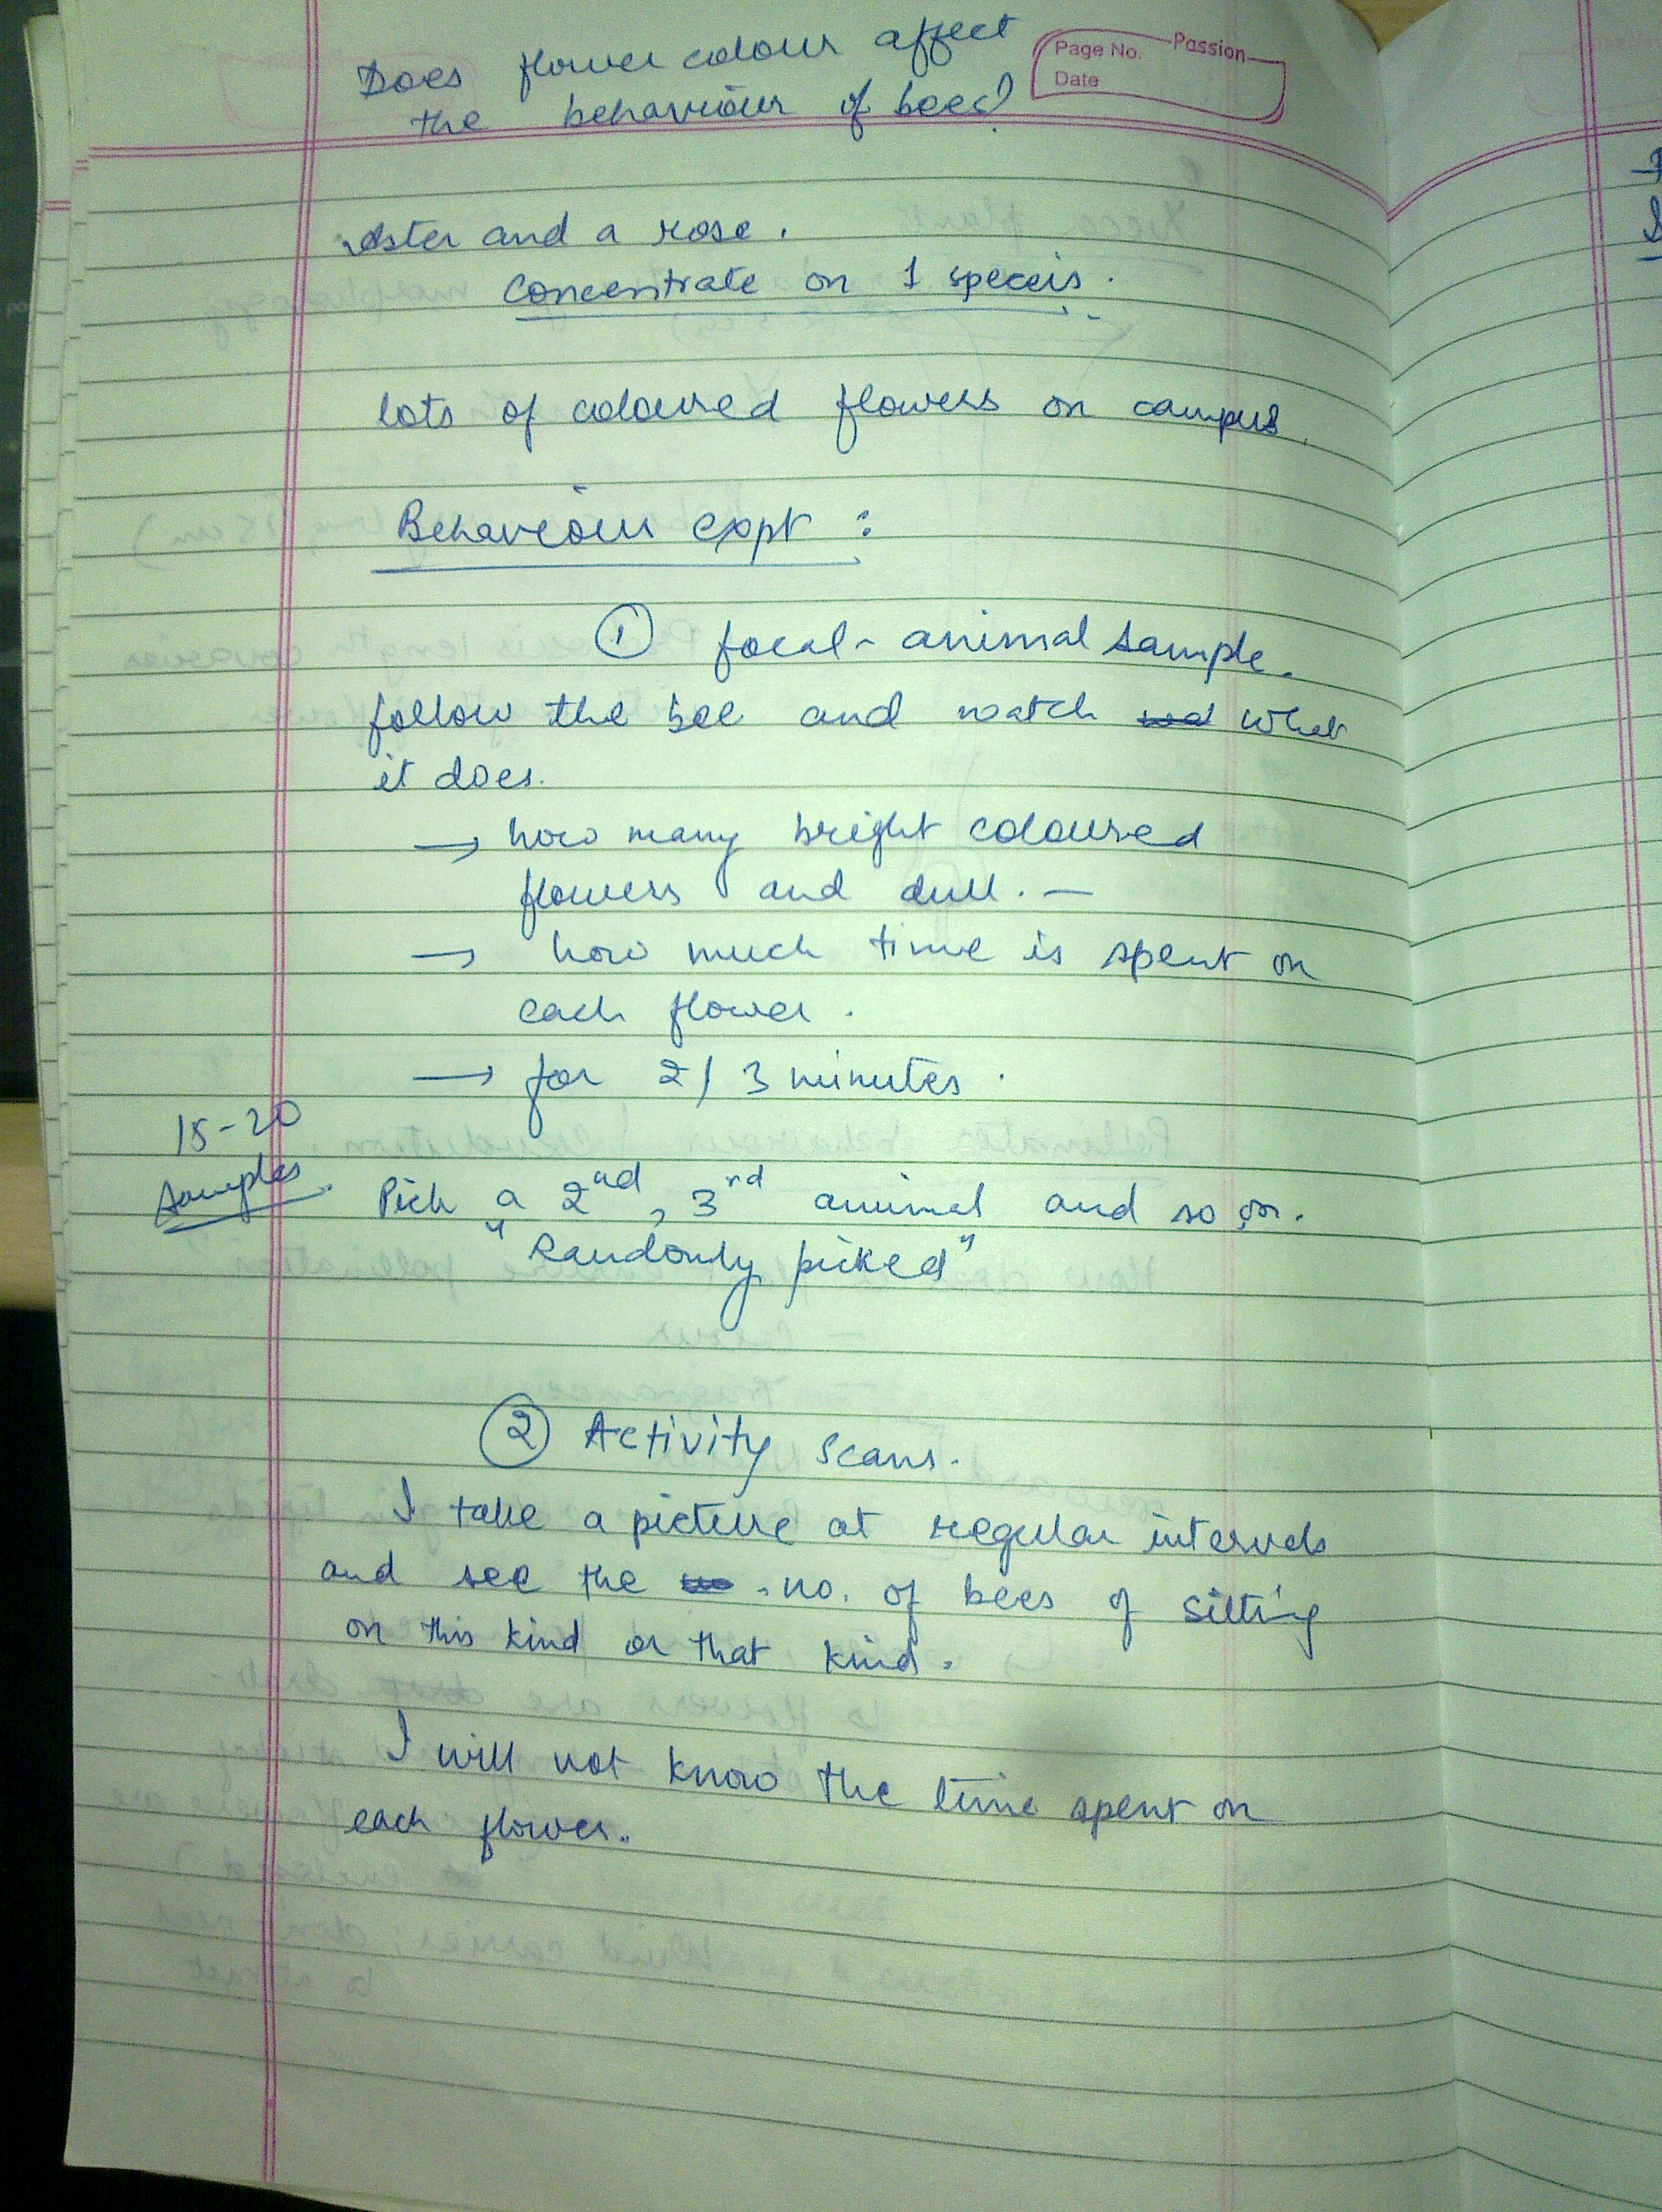 Does flower colour affect
the behaviour of bees?
Page No.
Passion
Date
Aster and a rose.
Concentrate on 1 speceis.
lots of coloured flowers on campus.
Behaviour expt :
① focal-animal sample.
follow the bee and watch what
it does.
→ how many bright coloured
flowers and dull. —
→ how much time is spent on
each flower.
→ for 2/3 minutes.
15-20
samples.
Pick a 2nd, 3rd animal and so on.
"Randomly picked"
② Activity scans.
I take a picture at regular intervals
and see the no. of bees of sitting
on this kind or that kind.
I will not know the time spent on
each flower.